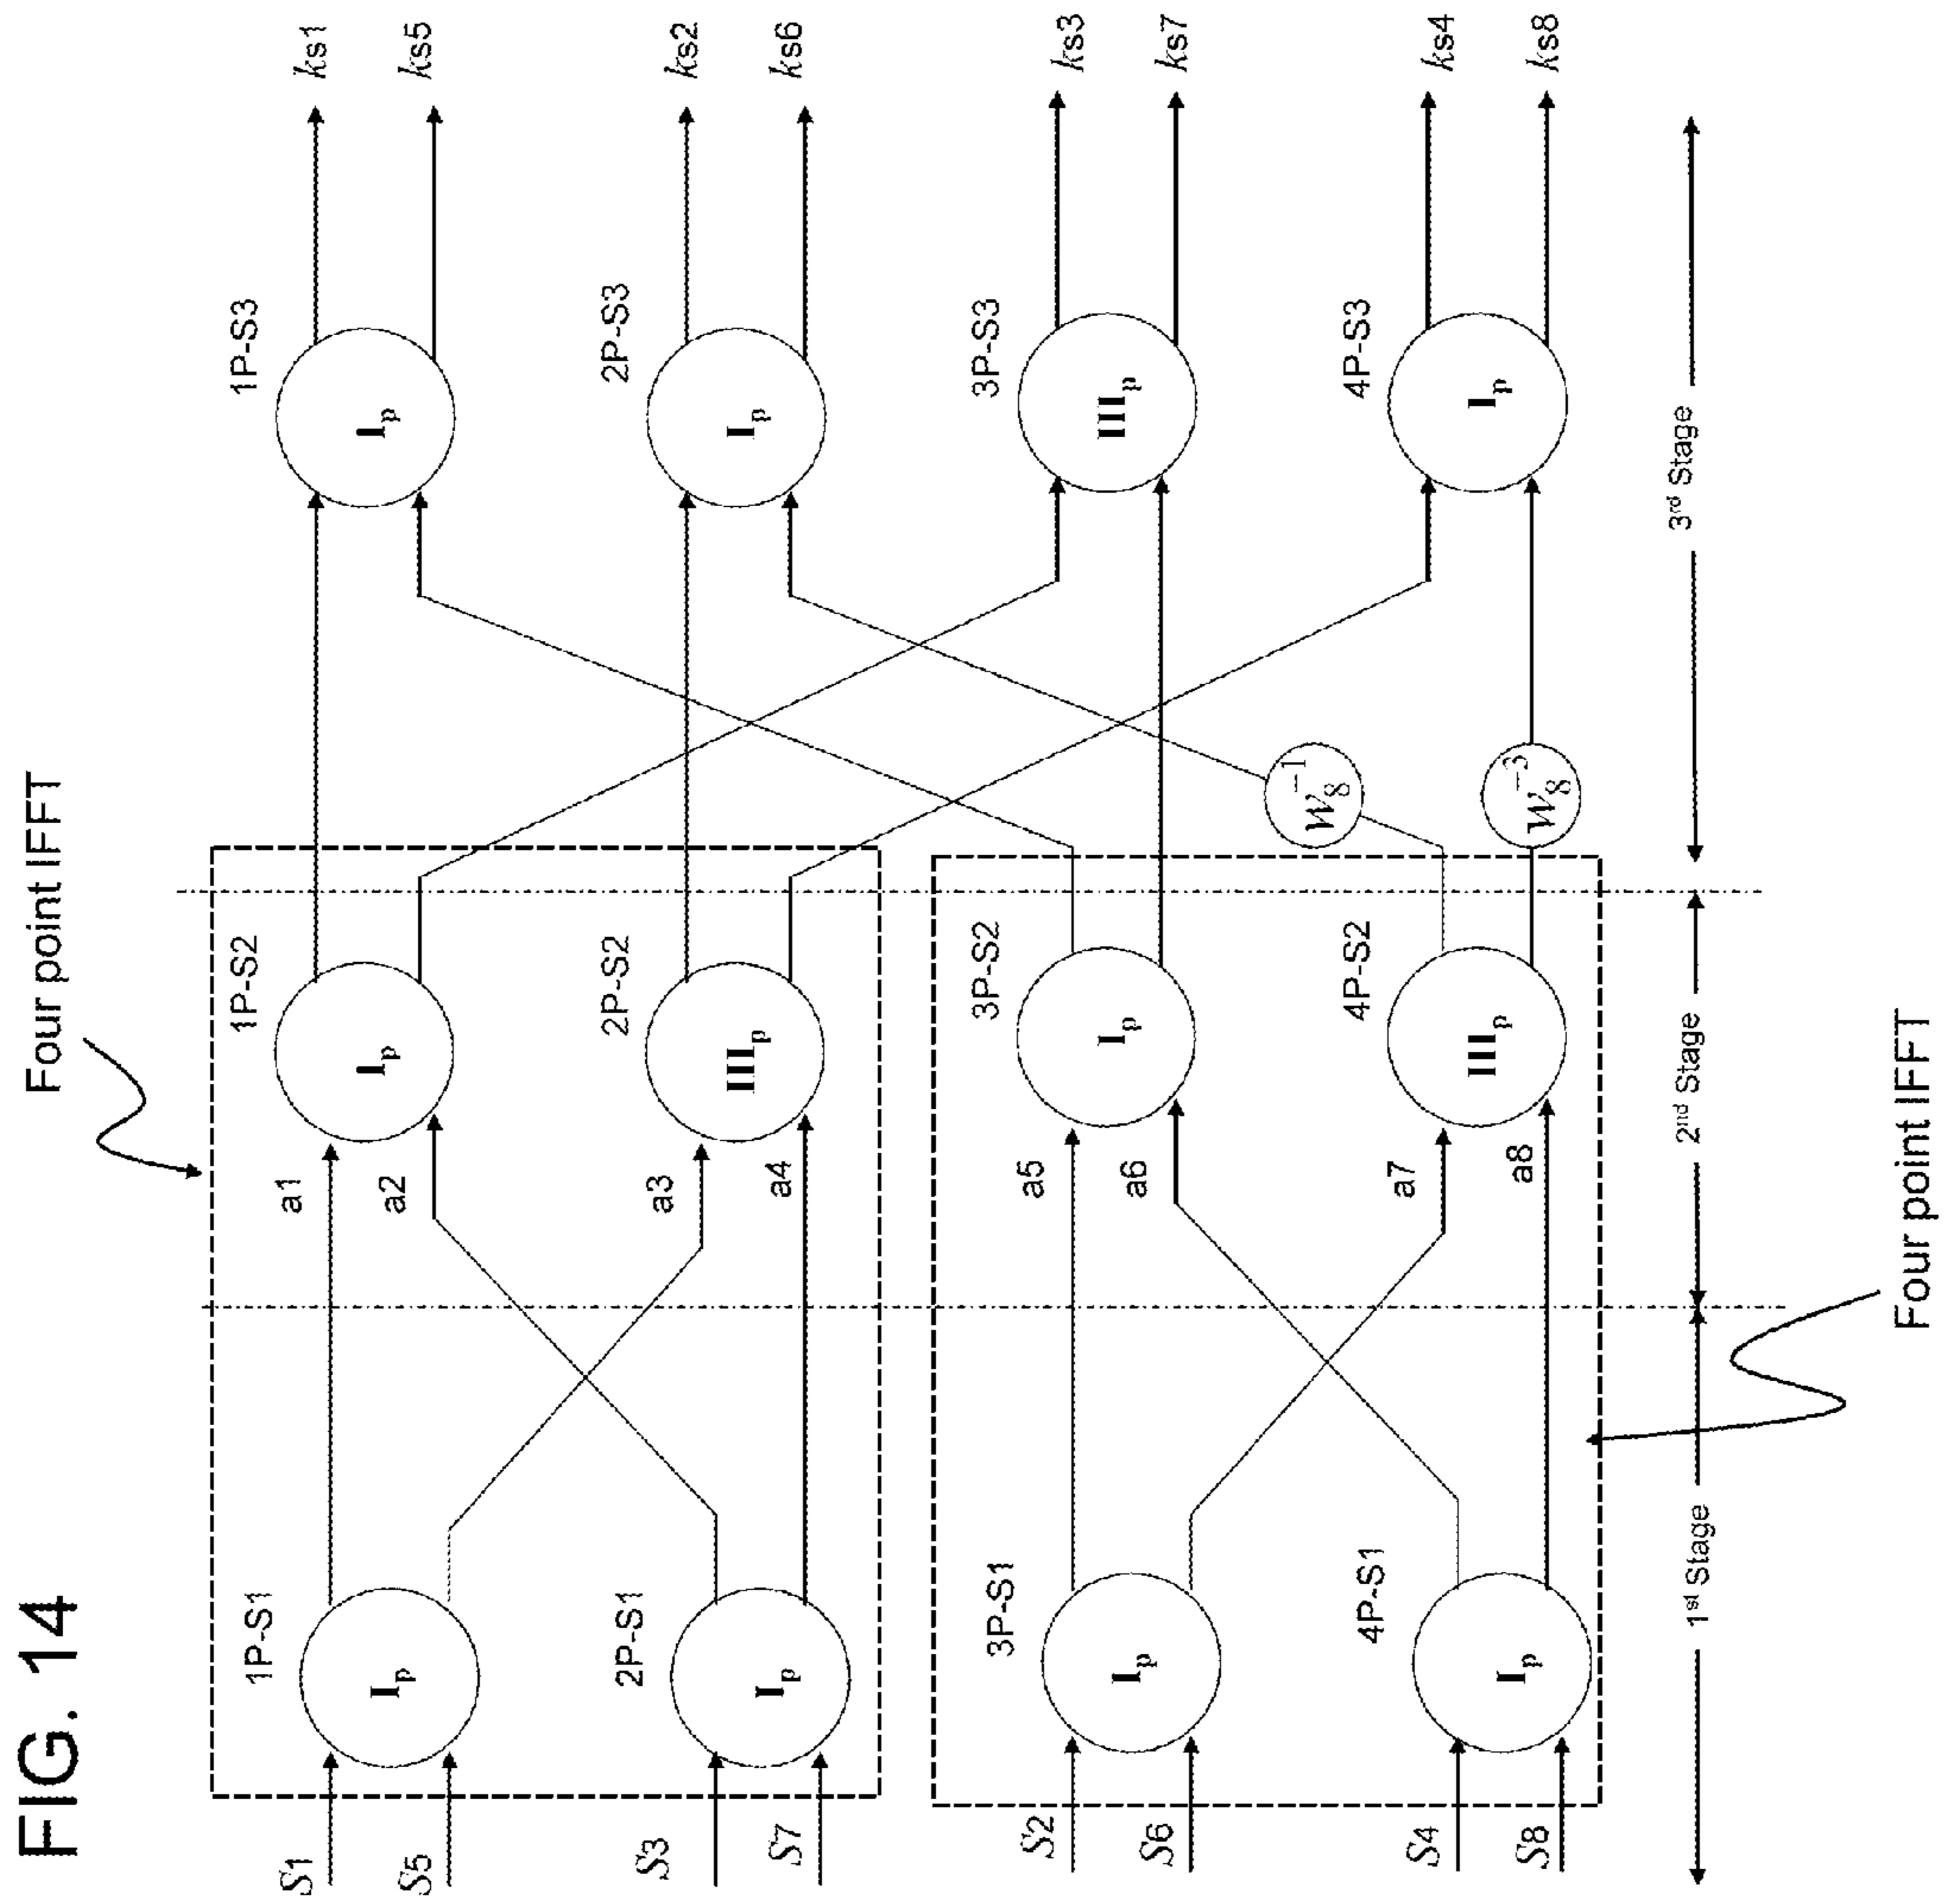 FIG. 14
Four point IFFT
S1
S5
S3
S7
S2
S6
S4
S8
1P-S1
Ip
2P-S1
Ip
3P-S1
Ip
4P-S1
Ip
a1
a2
a3
a4
a5
a6
a7
a8
1P-S2
Ip
2P-S2
IIIp
3P-S2
Ip
4P-S2
IIIp
W8^-1
W8^-3
1P-S3
Ip
2P-S3
Ip
3P-S3
IIIp
4P-S3
Ip
ks1
ks5
ks2
ks6
ks3
ks7
ks4
ks8
1st Stage
2nd Stage
3rd Stage
Four point IFFT